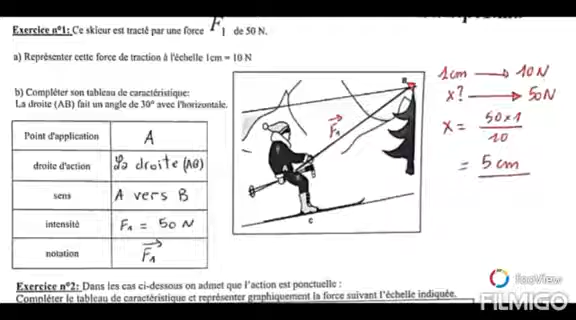 Exercice n°1: Ce skieur est tracté par une force F₁ de 50 N.
a) Représenter cette force de traction à l'échelle 1cm = 10 N
b) Compléter son tableau de caractéristique:
La droite (AB) fait un angle de 30° avec l'horizontale.
Point d'application A
droite d'action La droite (AB)
sens A vers B
intensité F₁ = 50 N
notation F₁
B
F₁
A
C
1cm → 10N
X? → 50N
X = 50×1
10
= 5 cm
Exercice n°2: Dans les cas ci-dessous on admet que l'action est ponctuelle :
Compléter le tableau de caractéristique et représenter graphiquement la force suivant l'échelle indiquée.
FacoView
FILMIGO